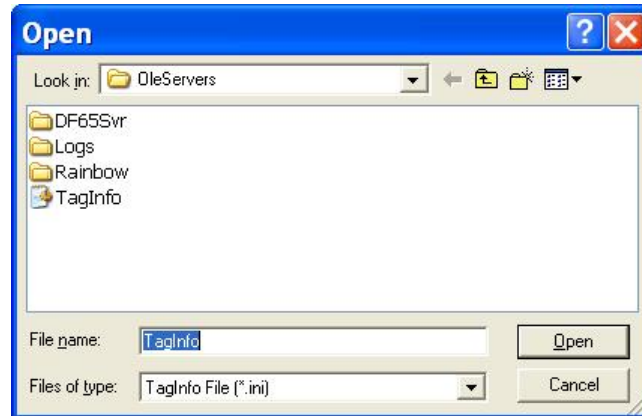 Open
Look in: OleServers
DF65Svr
Logs
Rainbow
TagInfo
File name: TagInfo Open
Files of type: TagInfo File (*.ini) Cancel